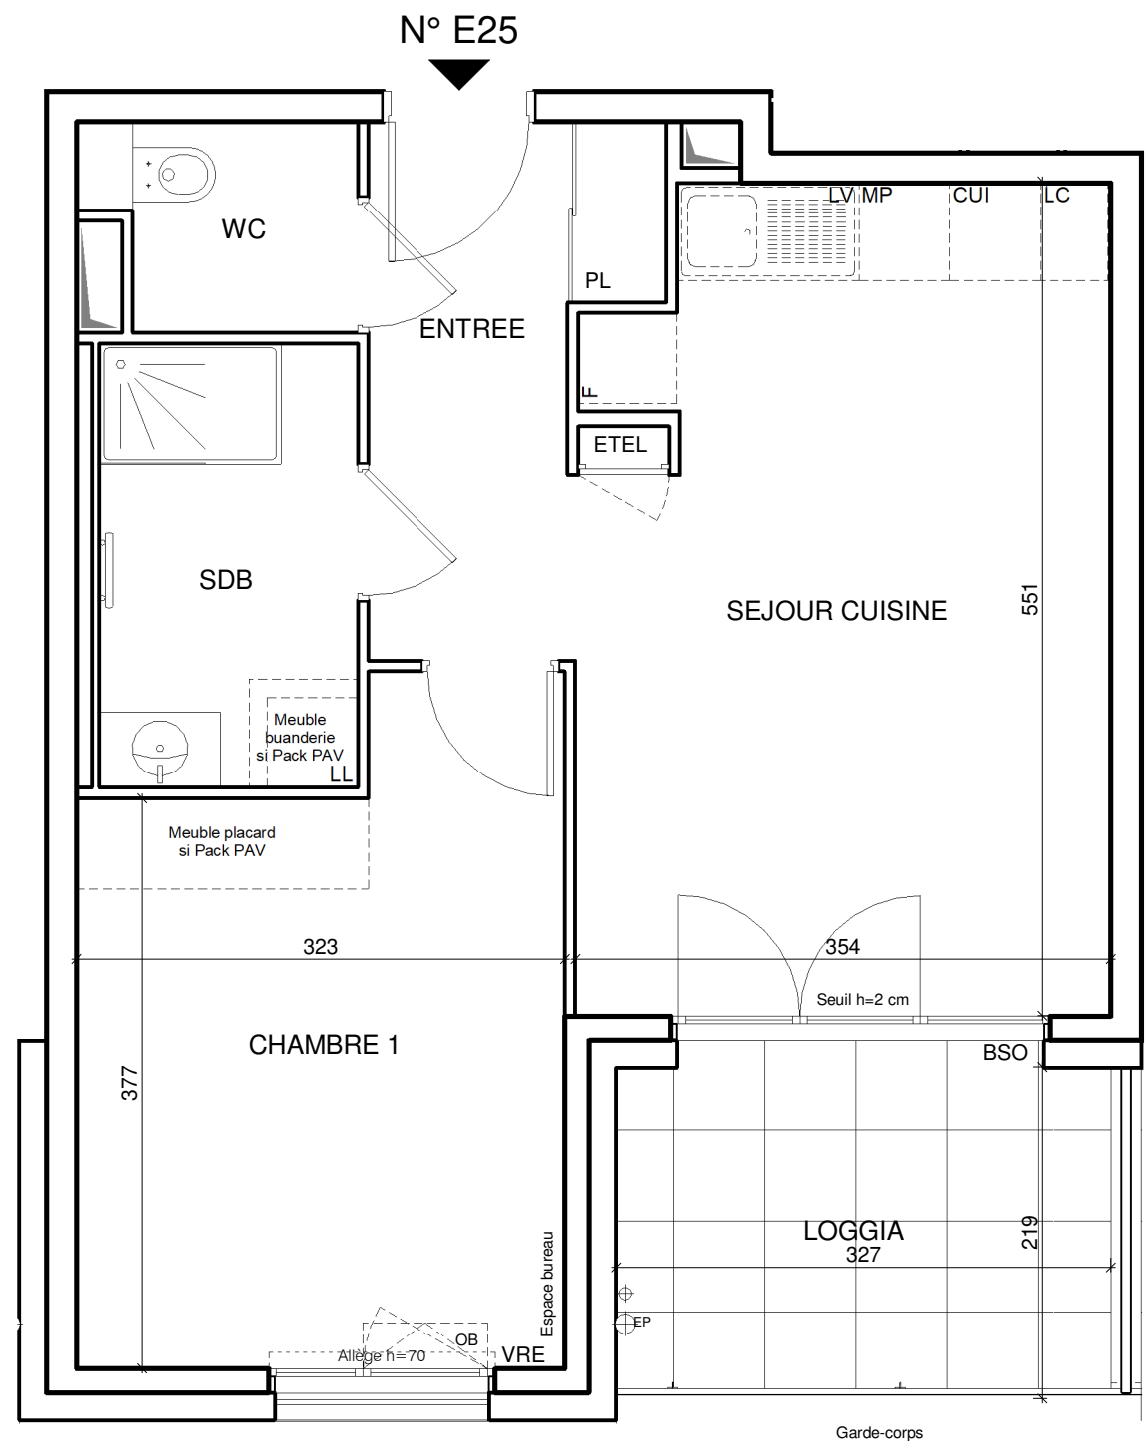 N° E25
LV MP CUI LC
WC
PL
ENTREE
F
ETEL
SDB
SEJOUR CUISINE
551
Meuble
buanderie
si Pack PAV
LL
Meuble placard
si Pack PAV
323
354
Seuil h=2 cm
CHAMBRE 1
BSO
377
LOGGIA
219
327
Espace bureau
EP
OB
Allège h=70
VRE
Garde-corps